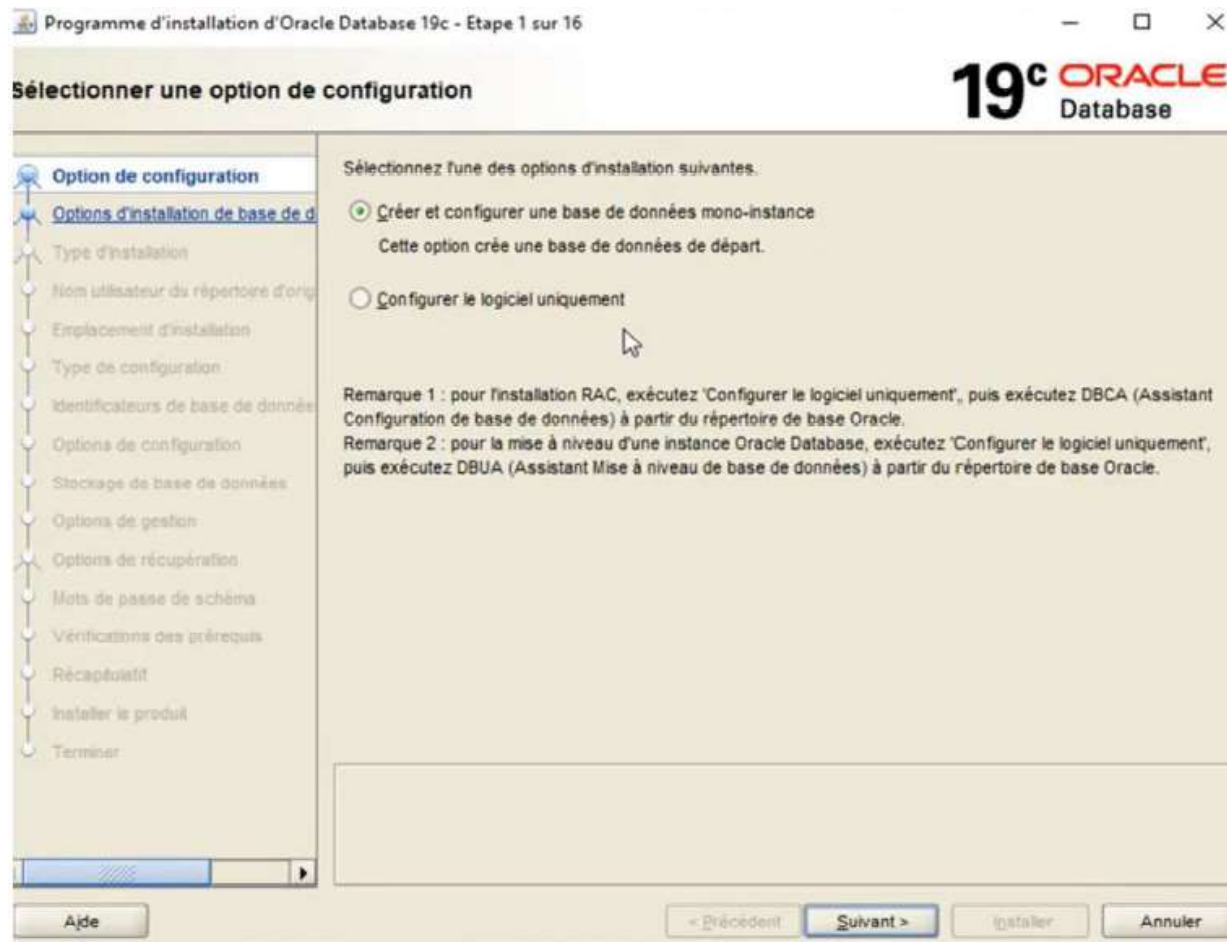 Programme d'installation d'Oracle Database 19c - Etape 1 sur 16
Sélectionner une option de configuration
19c ORACLE
Database
Option de configuration
Options d'installation de base de d
Type d'installation
Nom utilisateur du répertoire d'orig
Emplacement d'installation
Type de configuration
Identificateurs de base de donnée
Options de configuration
Stockage de base de données
Options de gestion
Options de récupération
Mots de passe de schéma
Vérifications des prérequis
Récapitulatif
Installer le produit
Terminer
Sélectionnez l'une des options d'installation suivantes.
Créer et configurer une base de données mono-instance
Cette option crée une base de données de départ.
Configurer le logiciel uniquement
Remarque 1 : pour l'installation RAC, exécutez 'Configurer le logiciel uniquement', puis exécutez DBCA (Assistant
Configuration de base de données) à partir du répertoire de base Oracle.
Remarque 2 : pour la mise à niveau d'une instance Oracle Database, exécutez 'Configurer le logiciel uniquement',
puis exécutez DBUA (Assistant Mise à niveau de base de données) à partir du répertoire de base Oracle.
Aide
< Précédent
Suivant >
Installer
Annuler